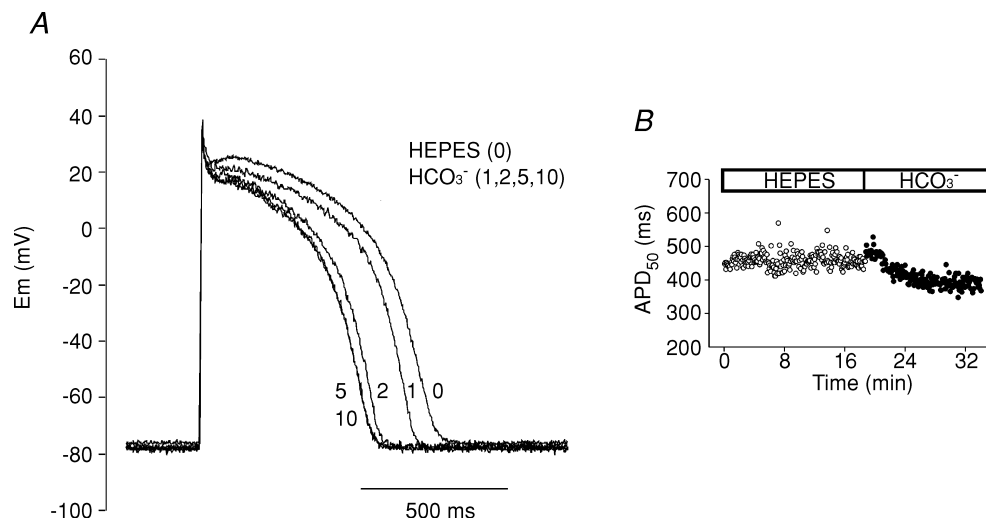 A
60
40
20
0
-20
-40
-60
-80
-100
Em (mV)
HEPES (0)
HCO₃⁻ (1,2,5,10)
5
2
1
0
10
500 ms
B
HEPES
HCO₃⁻
700
600
500
400
300
200
APD₅₀ (ms)
0
8
16
24
32
Time (min)